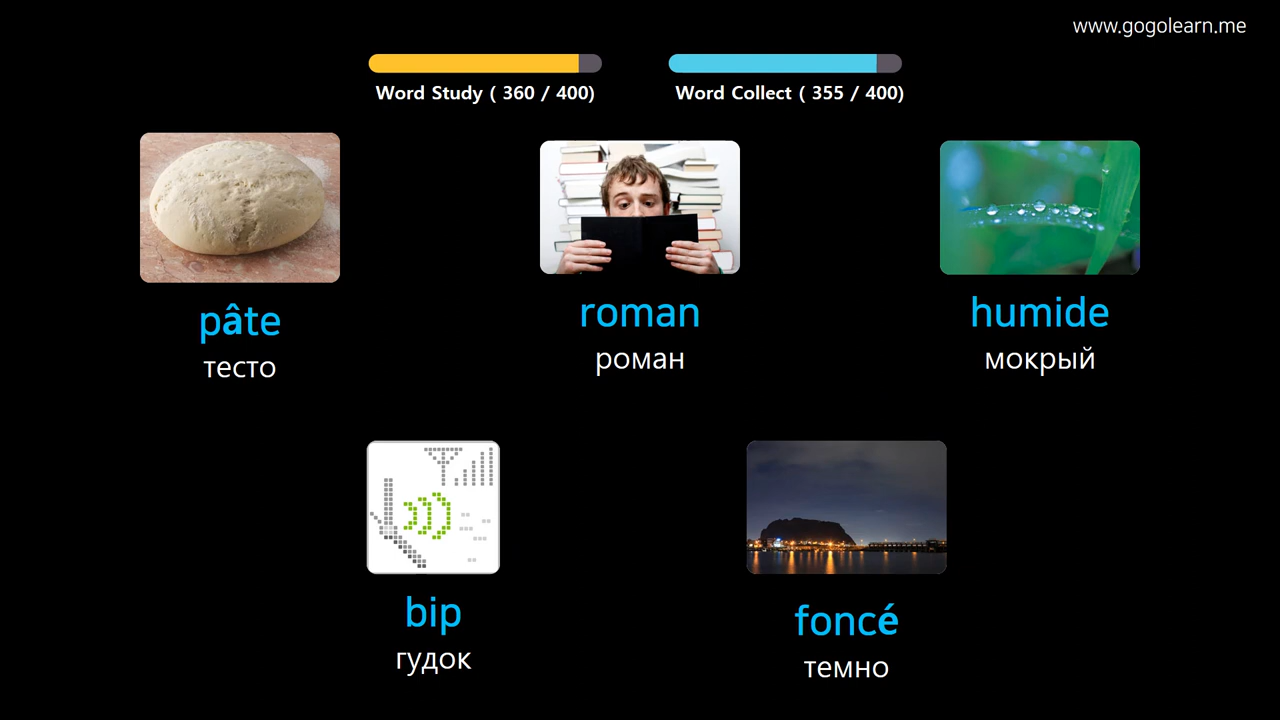 www.gogolearn.me
Word Study ( 360 / 400)
Word Collect ( 355 / 400)
pâte
тесто
roman
роман
humide
мокрый
bip
гудок
foncé
темно